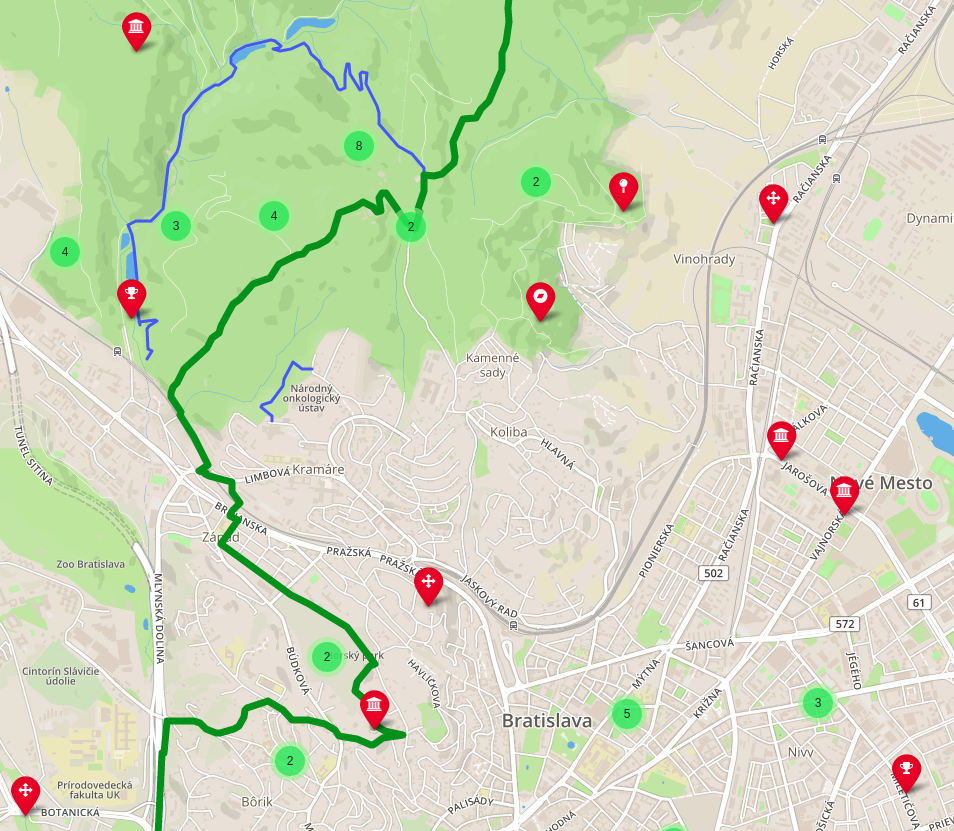 RAČIANSKA
HORSKÁ
8
RAČIANSKA
2
4
3
2
Dynami
4
Vinohrady
RAČIANSKA
Kamenné
sady
Národný
onkologický
ústav
Koliba
HLAVNÁ
TUNEL SITINA
LIMBOVÁ
Kramáre
JAROŠOVA
Nové Mesto
BRNIANSKA
Západ
RAČIANSKA
VAJNORSKÁ
PIONIERSKA
PRAŽSKÁ
PRAŽSKÁ
JASKOVÝ RAD
Zoo Bratislava
502
61
MLYNSKÁ DOLINA
572
ŠANCOVÁ
2
BÚDKOVÁ
HAVLÍČKOVA
MÝTNA
JÉGÉHO
Cintorín Slávičie
údolie
KRIŽNA
Bratislava
5
3
2
Nivy
Prírodovedecká
fakulta UK
BOTANICKÁ
Bôrik
PALISÁDY
MILETIČOVA